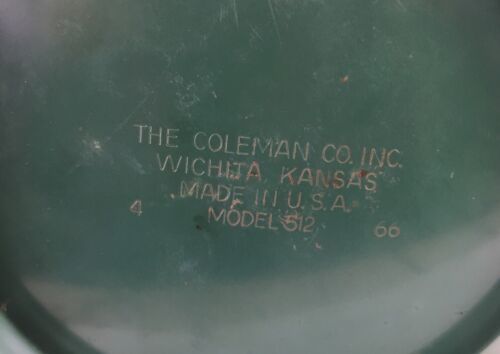 THE COLEMAN CO. INC.
WICHITA, KANSAS
MADE IN U.S.A.
4 MODEL 512 66